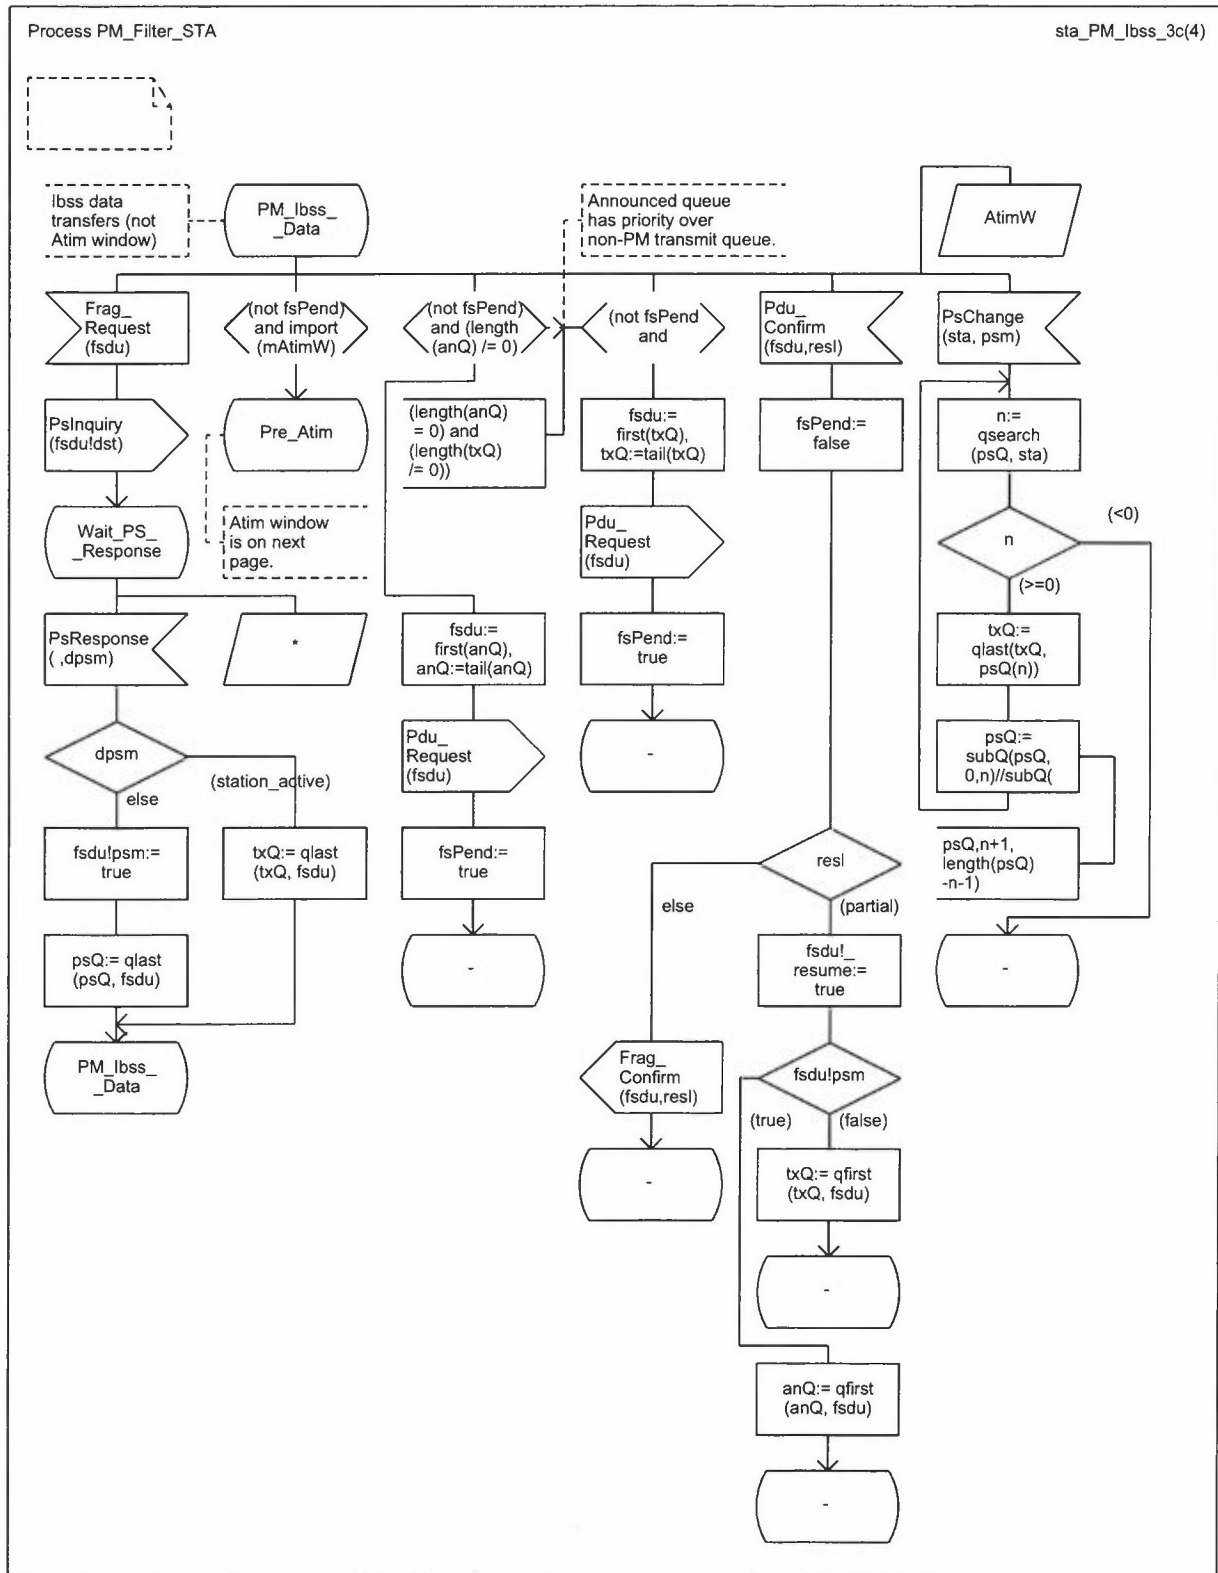 Process PM_Filter_STA
sta_PM_Ibss_3c(4)
Ibss data
transfers (not
Atim window)
PM_Ibss_
_Data
Announced queue
has priority over
non-PM transmit queue.
AtimW
Frag_
Request
(fsdu)
(not fsPend)
and import
(mAtimW)
(not fsPend)
and (length
(anQ) /= 0)
(not fsPend
and
Pdu_
Confirm
(fsdu,resl)
PsChange
(sta, psm)
PsInquiry
(fsdu!dst)
Pre_Atim
(length(anQ)
= 0) and
(length(txQ)
/= 0))
fsdu:=
first(txQ),
txQ:=tail(txQ)
fsPend:=
false
n:=
qsearch
(psQ, sta)
Wait_PS_
_Response
Atim window
is on next
page.
Pdu_
Request
(fsdu)
n
(<0)
(>=0)
PsResponse
( ,dpsm)
*
fsdu:=
first(anQ),
anQ:=tail(anQ)
fsPend:=
true
txQ:=
qlast(txQ,
psQ(n))
dpsm
(station_active)
else
Pdu_
Request
(fsdu)
-
psQ:=
subQ(psQ,
0,n)//subQ(
fsdu!psm:=
true
txQ:= qlast
(txQ, fsdu)
fsPend:=
true
resl
else
(partial)
psQ,n+1,
length(psQ)
-n-1)
psQ:= qlast
(psQ, fsdu)
-
fsdu!_
resume:=
true
-
PM_Ibss_
_Data
Frag_
Confirm
(fsdu,resl)
fsdu!psm
(true)
(false)
-
txQ:= qfirst
(txQ, fsdu)
-
anQ:= qfirst
(anQ, fsdu)
-